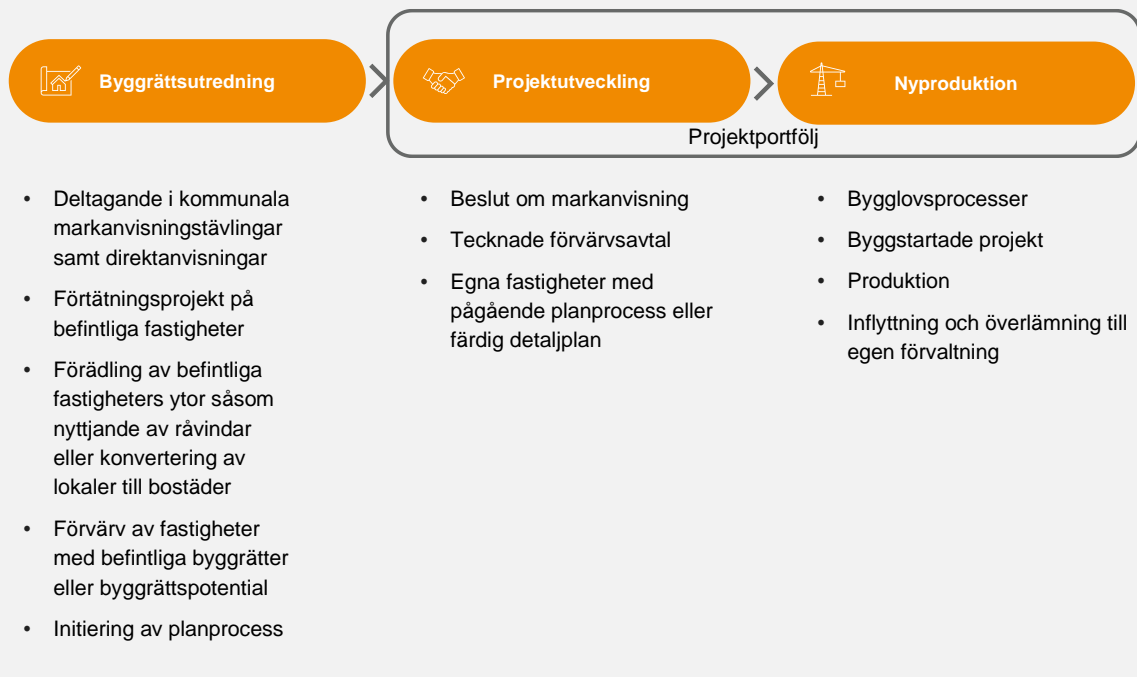 Byggrättsutredning
Projektutveckling
Nyproduktion
Projektportfölj
• Deltagande i kommunala
markanvisningstävlingar
samt direktanvisningar
• Förtätningsprojekt på
befintliga fastigheter
• Förädling av befintliga
fastigheters ytor såsom
nyttjande av råvindar
eller konvertering av
lokaler till bostäder
• Förvärv av fastigheter
med befintliga byggrätter
eller byggrättspotential
• Initiering av planprocess
• Beslut om markanvisning
• Tecknade förvärvsavtal
• Egna fastigheter med
pågående planprocess eller
färdig detaljplan
• Bygglovsprocesser
• Byggstartade projekt
• Produktion
• Inflyttning och överlämning till
egen förvaltning